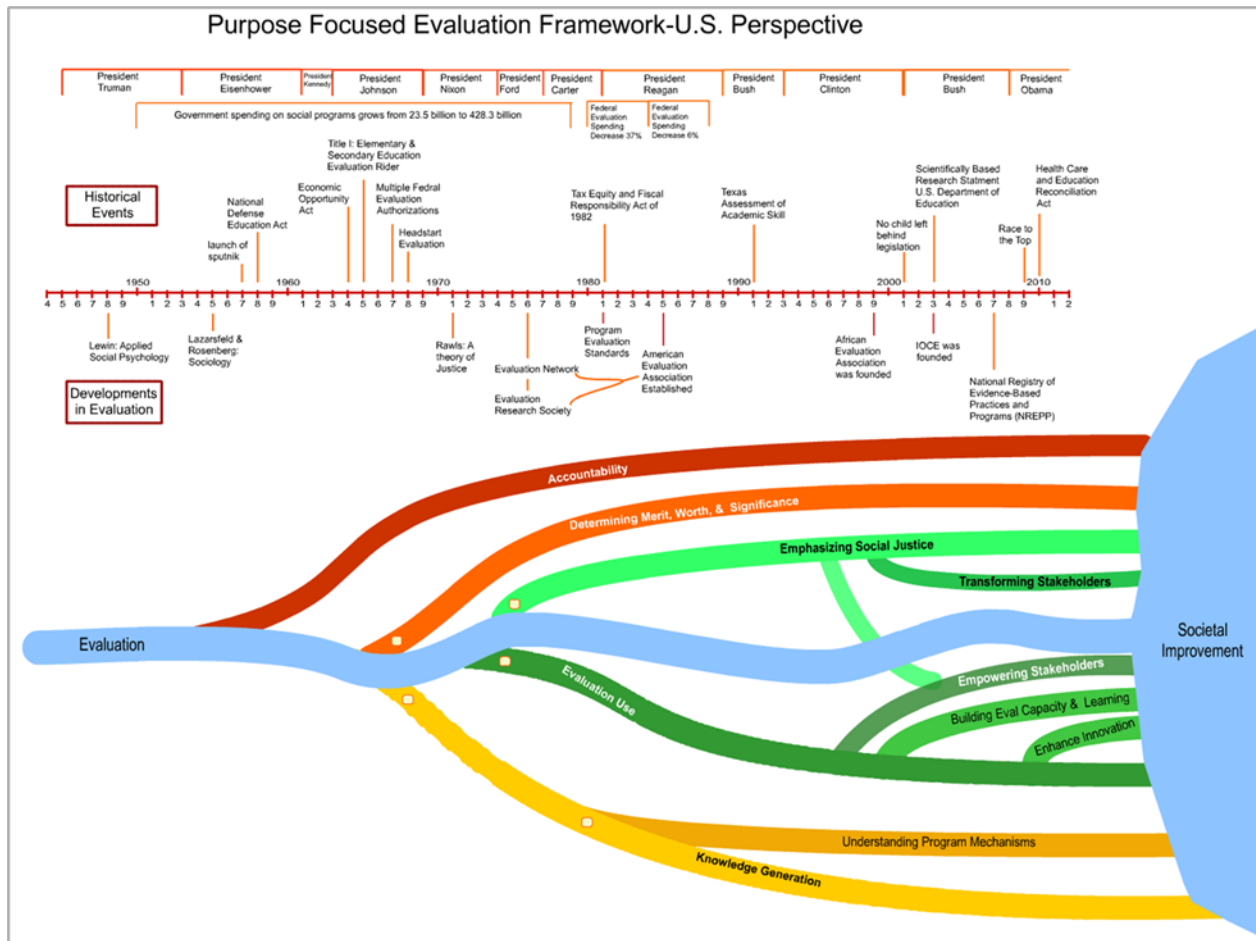 Purpose Focused Evaluation Framework-U.S. Perspective
President
Truman
President
Eisenhower
President
Kennedy
President
Johnson
President
Nixon
President
Ford
President
Carter
President
Reagan
President
Bush
President
Clinton
President
Bush
President
Obama
Government spending on social programs grows from 23.5 billion to 428.3 billion
Federal
Evaluation
Spending
Decrease 37%
Federal
Evaluation
Spending
Decrease 6%
Historical
Events
launch of
sputnik
National
Defense
Education Act
Economic
Opportunity
Act
Title I: Elementary &
Secondary Education
Evaluation Rider
Multiple Fedral
Evaluation
Authorizations
Headstart
Evaluation
Tax Equity and Fiscal
Responsibility Act of
1982
Texas
Assessment of
Academic Skill
No child left
behind
legislation
Scientifically Based
Research Statment
U.S. Department of
Education
Race to
the Top
Health Care
and Education
Reconciliation
Act
1950 1960 1970 1980 1990 2000 2010
4 5 6 7 8 9 1 2 3 4 5 6 7 8 9 1 2 3 4 5 6 7 8 9 1 2 3 4 5 6 7 8 9 1 2 3 4 5 6 7 8 9 1 2 3 4 5 6 7 8 9 1 2 3 4 5 6 7 8 9 1 2
Developments
in Evaluation
Lewin: Applied
Social Psychology
Lazarsfeld &
Rosenberg:
Sociology
Rawls: A
theory of
Justice
Evaluation Network
Evaluation
Research Society
Program
Evaluation
Standards
American
Evaluation
Association
Established
African
Evaluation
Association
was founded
IOCE was
founded
National Registry of
Evidence-Based
Practices and
Programs (NREPP)
Accountability
Determining Merit, Worth, & Significance
Emphasizing Social Justice
Transforming Stakeholders
Evaluation
Societal
Improvement
Evaluation Use
Empowering Stakeholders
Building Eval Capacity & Learning
Enhance Innovation
Understanding Program Mechanisms
Knowledge Generation